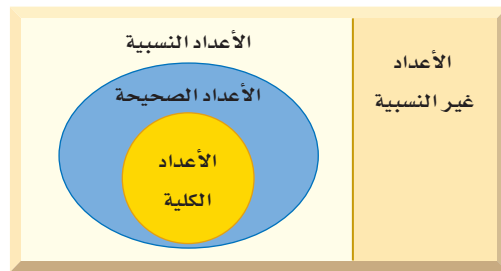 الأعداد النسبية
الأعداد الصحيحة
الأعداد
الكلية
الأعداد
غير النسبية